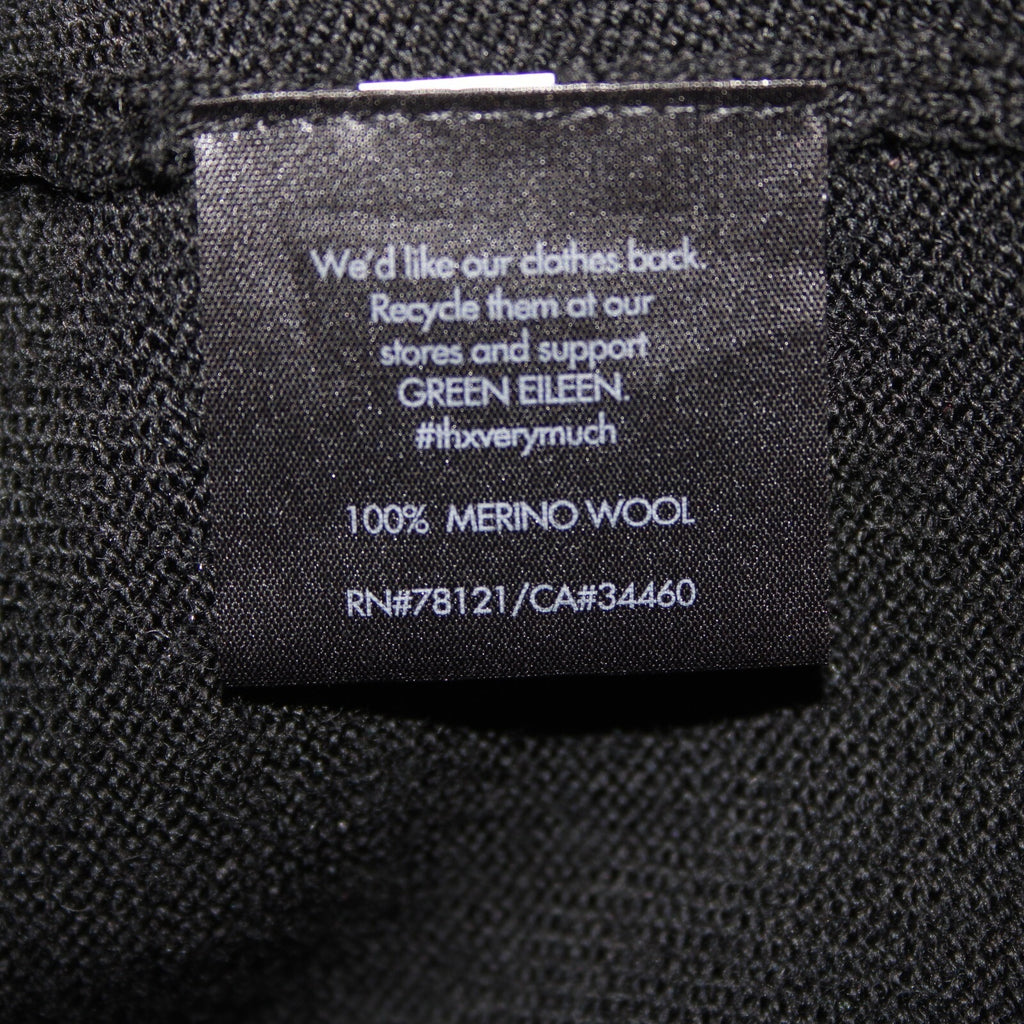 We'd like our clothes back.
Recycle them at our
stores and support
GREEN EILEEN.
#thxverymuch
100% MERINO WOOL
RN#78121/CA#34460